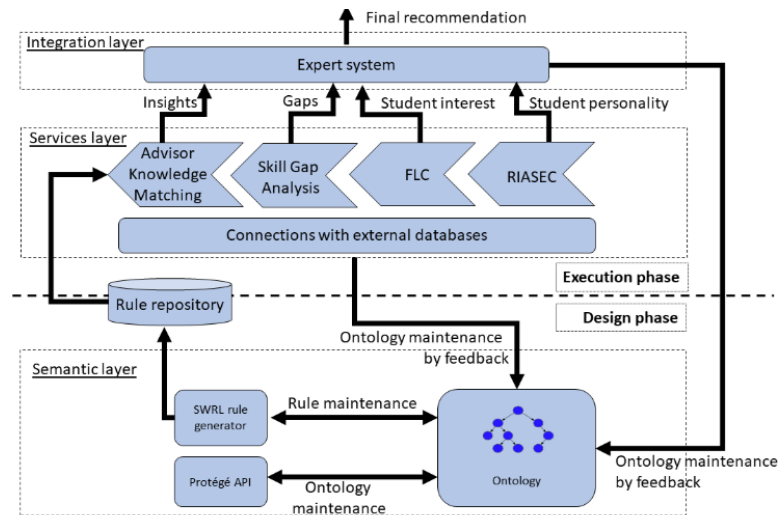 Final recommendation
Integration layer
Expert system
Insights
Gaps
Student interest
Student personality
Services layer
Advisor
Knowledge
Matching
Skill Gap
Analysis
FLC
RIASEC
Connections with external databases
Execution phase
Rule repository
Design phase
Ontology maintenance
by feedback
Semantic layer
SWRL rule
generator
Rule maintenance
Ontology
Protégé API
Ontology
maintenance
Ontology maintenance
by feedback